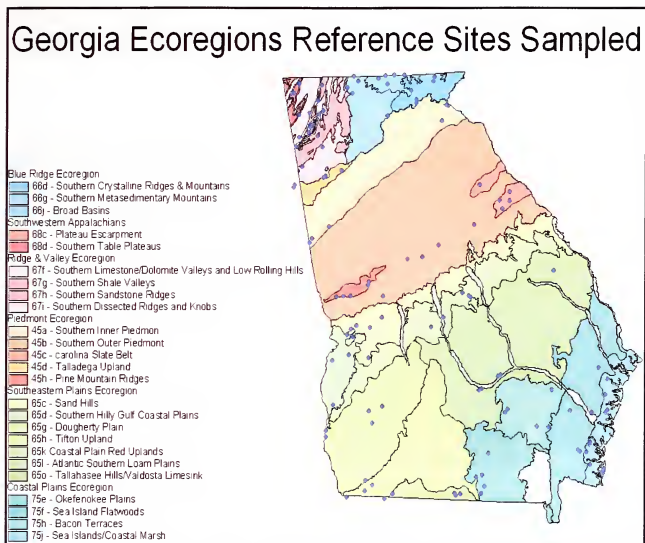 Georgia Ecoregions Reference Sites Sampled
Blue Ridge Ecoregion
66d - Southern Crystalline Ridges & Mountains
66g - Southern Metasedimentary Mountains
66j - Broad Basins
Southwestern Appalachians
68c - Plateau Escarpment
68d - Southern Table Plateaus
Ridge & Valley Ecoregion
67f - Southern Limestone/Dolomite Valleys and Low Rolling Hills
67g - Southern Shale Valleys
67h - Southern Sandstone Ridges
67i - Southern Dissected Ridges and Knobs
Piedmont Ecoregion
45a - Southern Inner Piedmon
45b - Southern Outer Piedmont
45c - carolina Slate Belt
45d - Talladega Upland
45h - Pine Mountain Ridges
Southeastern Plains Ecoregion
65c - Sand Hills
65d - Southern Hilly Gulf Coastal Plains
65g - Dougherty Plain
65h - Tifton Upland
65k Coastal Plain Red Uplands
65l - Atlantic Southern Loam Plains
65o - Tallahasee Hills/Valdosta Limesink
Coastal Plains Ecoregion
75e - Okefenokee Plains
75f - Sea Island Flatwoods
75h - Bacon Terraces
75j - Sea Islands/Coastal Marsh